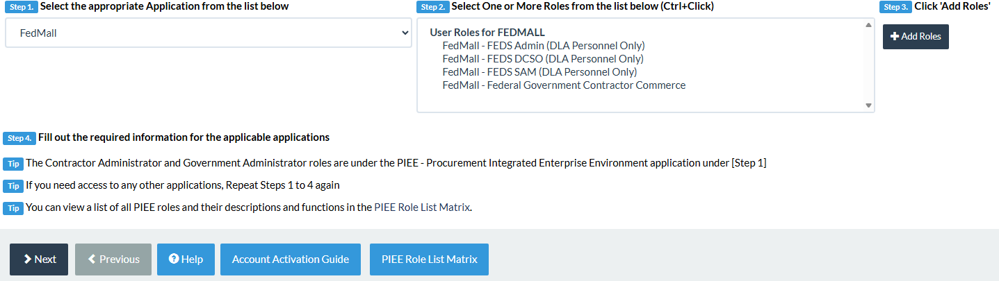 Step 1. Select the appropriate Application from the list below
FedMall
Step 2. Select One or More Roles from the list below (Ctrl+Click)
User Roles for FEDMALL
FedMall - FEDS Admin (DLA Personnel Only)
FedMall - FEDS DCSO (DLA Personnel Only)
FedMall - FEDS SAM (DLA Personnel Only)
FedMall - Federal Government Contractor Commerce
Step 3. Click 'Add Roles'
Add Roles
Step 4. Fill out the required information for the applicable applications
Tip The Contractor Administrator and Government Administrator roles are under the PIEE - Procurement Integrated Enterprise Environment application under [Step 1]
Tip If you need access to any other applications, Repeat Steps 1 to 4 again
Tip You can view a list of all PIEE roles and their descriptions and functions in the PIEE Role List Matrix.
Next Previous Help Account Activation Guide PIEE Role List Matrix